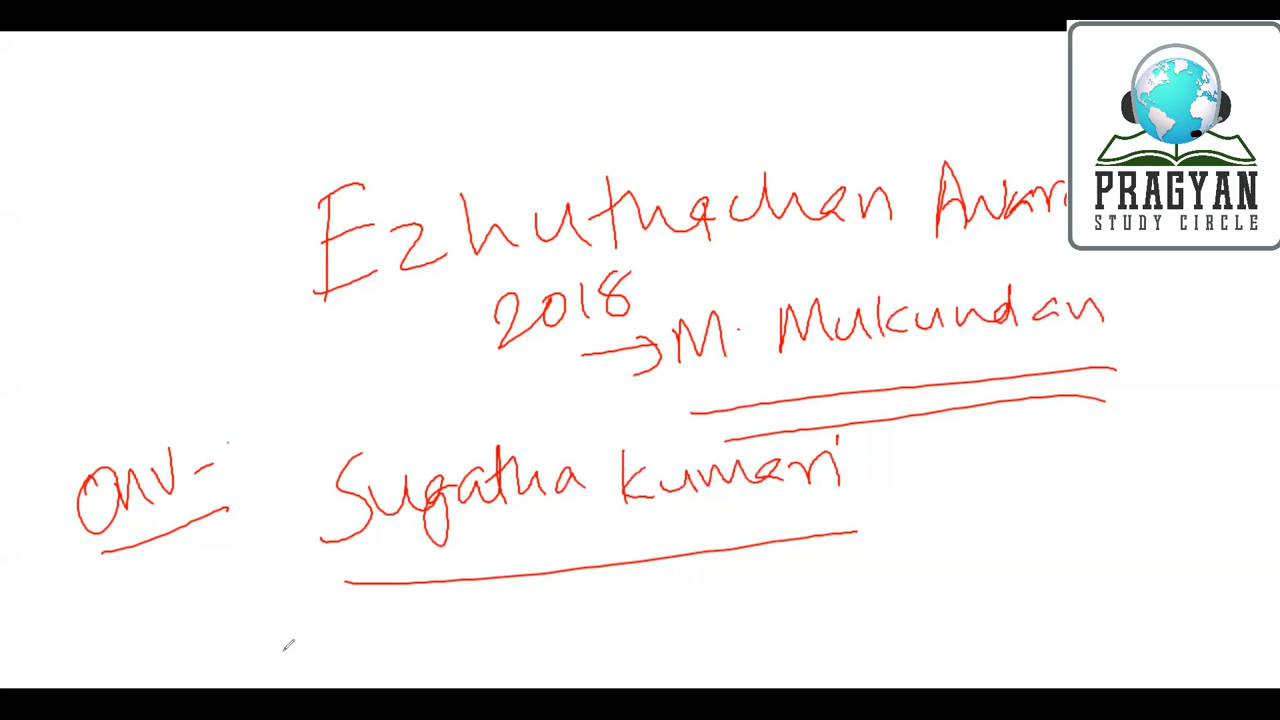 PRAGYAN
STUDY CIRCLE
Ezhuthachan Awar
2018
→ M. Mukundan
ONV - Sugatha Kumari